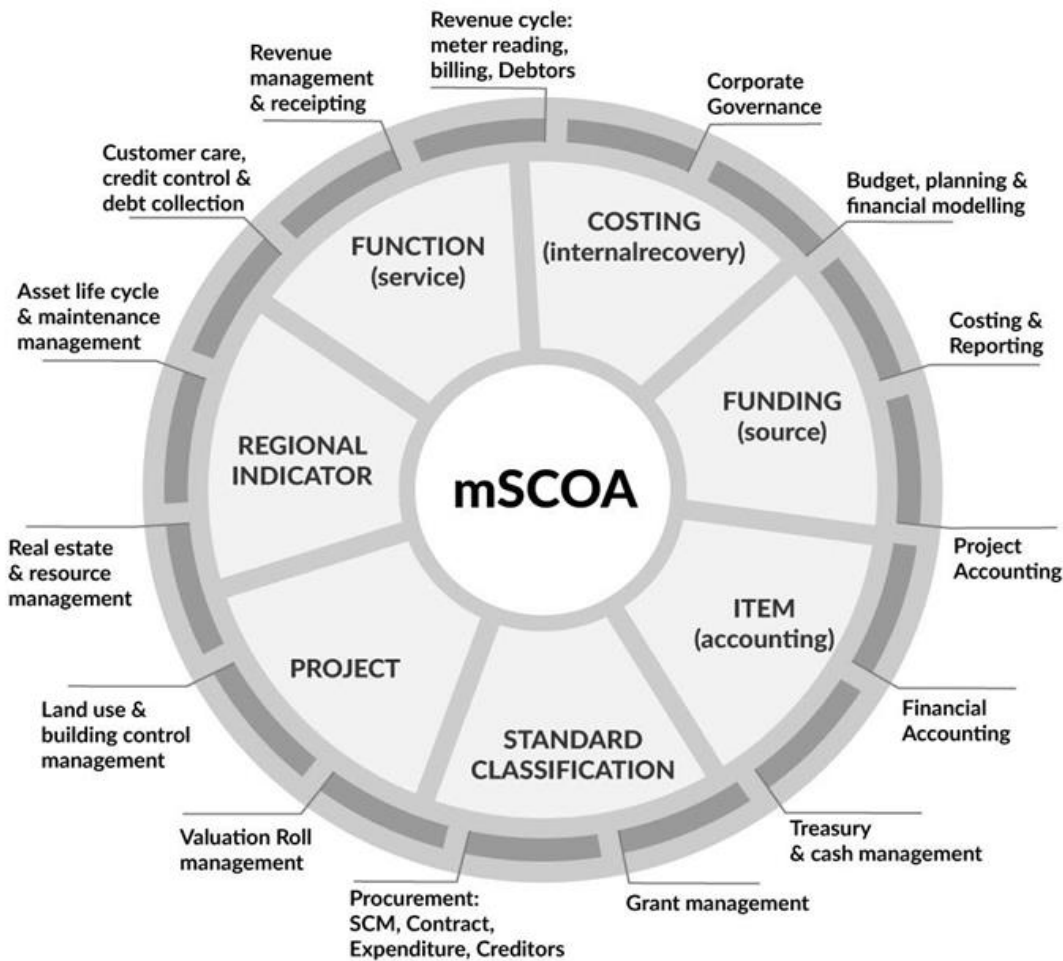 Revenue cycle:
meter reading,
billing, Debtors
Revenue
management
& receipting
Corporate
Governance
Customer care,
credit control &
debt collection
Budget, planning &
financial modelling
Asset life cycle
& maintenance
management
Costing &
Reporting
Real estate
& resource
management
Project
Accounting
Land use &
building control
management
Financial
Accounting
Valuation Roll
management
Treasury
& cash management
Procurement:
SCM, Contract,
Expenditure, Creditors
Grant management
FUNCTION
(service)
COSTING
(internalrecovery)
FUNDING
(source)
ITEM
(accounting)
STANDARD
CLASSIFICATION
PROJECT
REGIONAL
INDICATOR
mSCOA